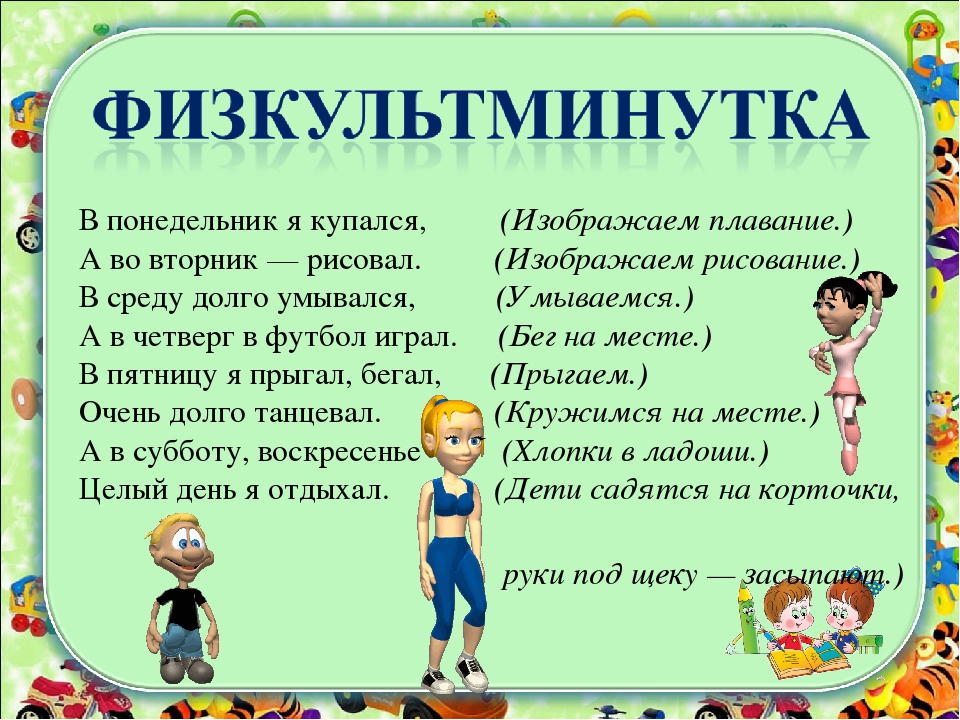 ФИЗКУЛЬТМИНУТКА
В понедельник я купался, (Изображаем плавание.)
А во вторник — рисовал. (Изображаем рисование.)
В среду долго умывался, (Умываемся.)
А в четверг в футбол играл. (Бег на месте.)
В пятницу я прыгал, бегал, (Прыгаем.)
Очень долго танцевал. (Кружимся на месте.)
А в субботу, воскресенье (Хлопки в ладоши.)
Целый день я отдыхал. (Дети садятся на корточки,
руки под щеку — засыпают.)